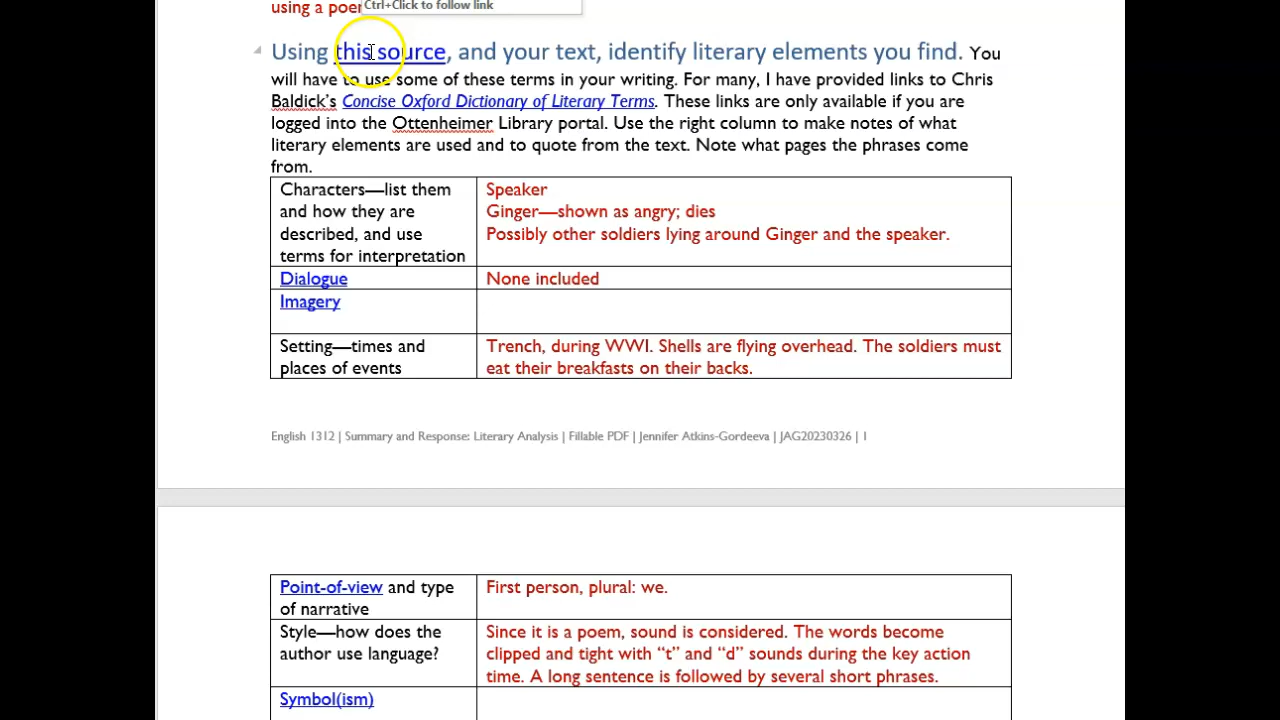 using a poem
Ctrl+Click to follow link
Using this source, and your text, identify literary elements you find. You
will have to use some of these terms in your writing. For many, I have provided links to Chris
Baldick's Concise Oxford Dictionary of Literary Terms. These links are only available if you are
logged into the Ottenheimer Library portal. Use the right column to make notes of what
literary elements are used and to quote from the text. Note what pages the phrases come
from.
Characters—list them
and how they are
described, and use
terms for interpretation
Speaker
Ginger—shown as angry; dies
Possibly other soldiers lying around Ginger and the speaker.
Dialogue
None included
Imagery
Setting—times and
places of events
Trench, during WWI. Shells are flying overhead. The soldiers must
eat their breakfasts on their backs.
English 1312 | Summary and Response: Literary Analysis | Fillable PDF | Jennifer Atkins-Gordeeva | JAG20230326 | 1
Point-of-view and type
of narrative
First person, plural: we.
Style—how does the
author use language?
Since it is a poem, sound is considered. The words become
clipped and tight with “t” and “d” sounds during the key action
time. A long sentence is followed by several short phrases.
Symbol(ism)